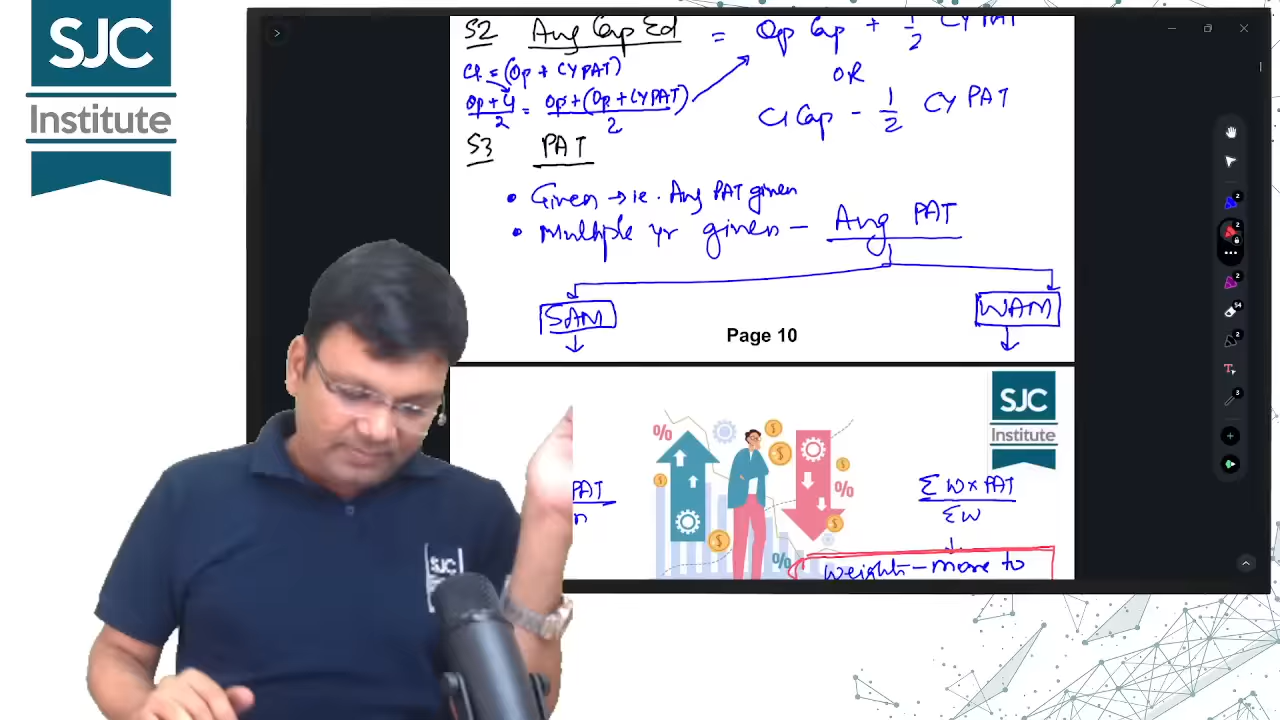 SJC
Institute
S2 Avg Cap Ed = Op Cap + 1/2 CY PAT
Cl = (Op + CY PAT)
OR
Op + Cl / 2 = Op + (Op + CY PAT) / 2
Cl Cap - 1/2 CY PAT
S3 PAT
• Given → ie. Avg PAT given
• Multiple yr given - Avg PAT
SAM
WAM
Page 10
SJC
Institute
PAT
n
Σ W x PAT
Σ W
weight - more to
SJC